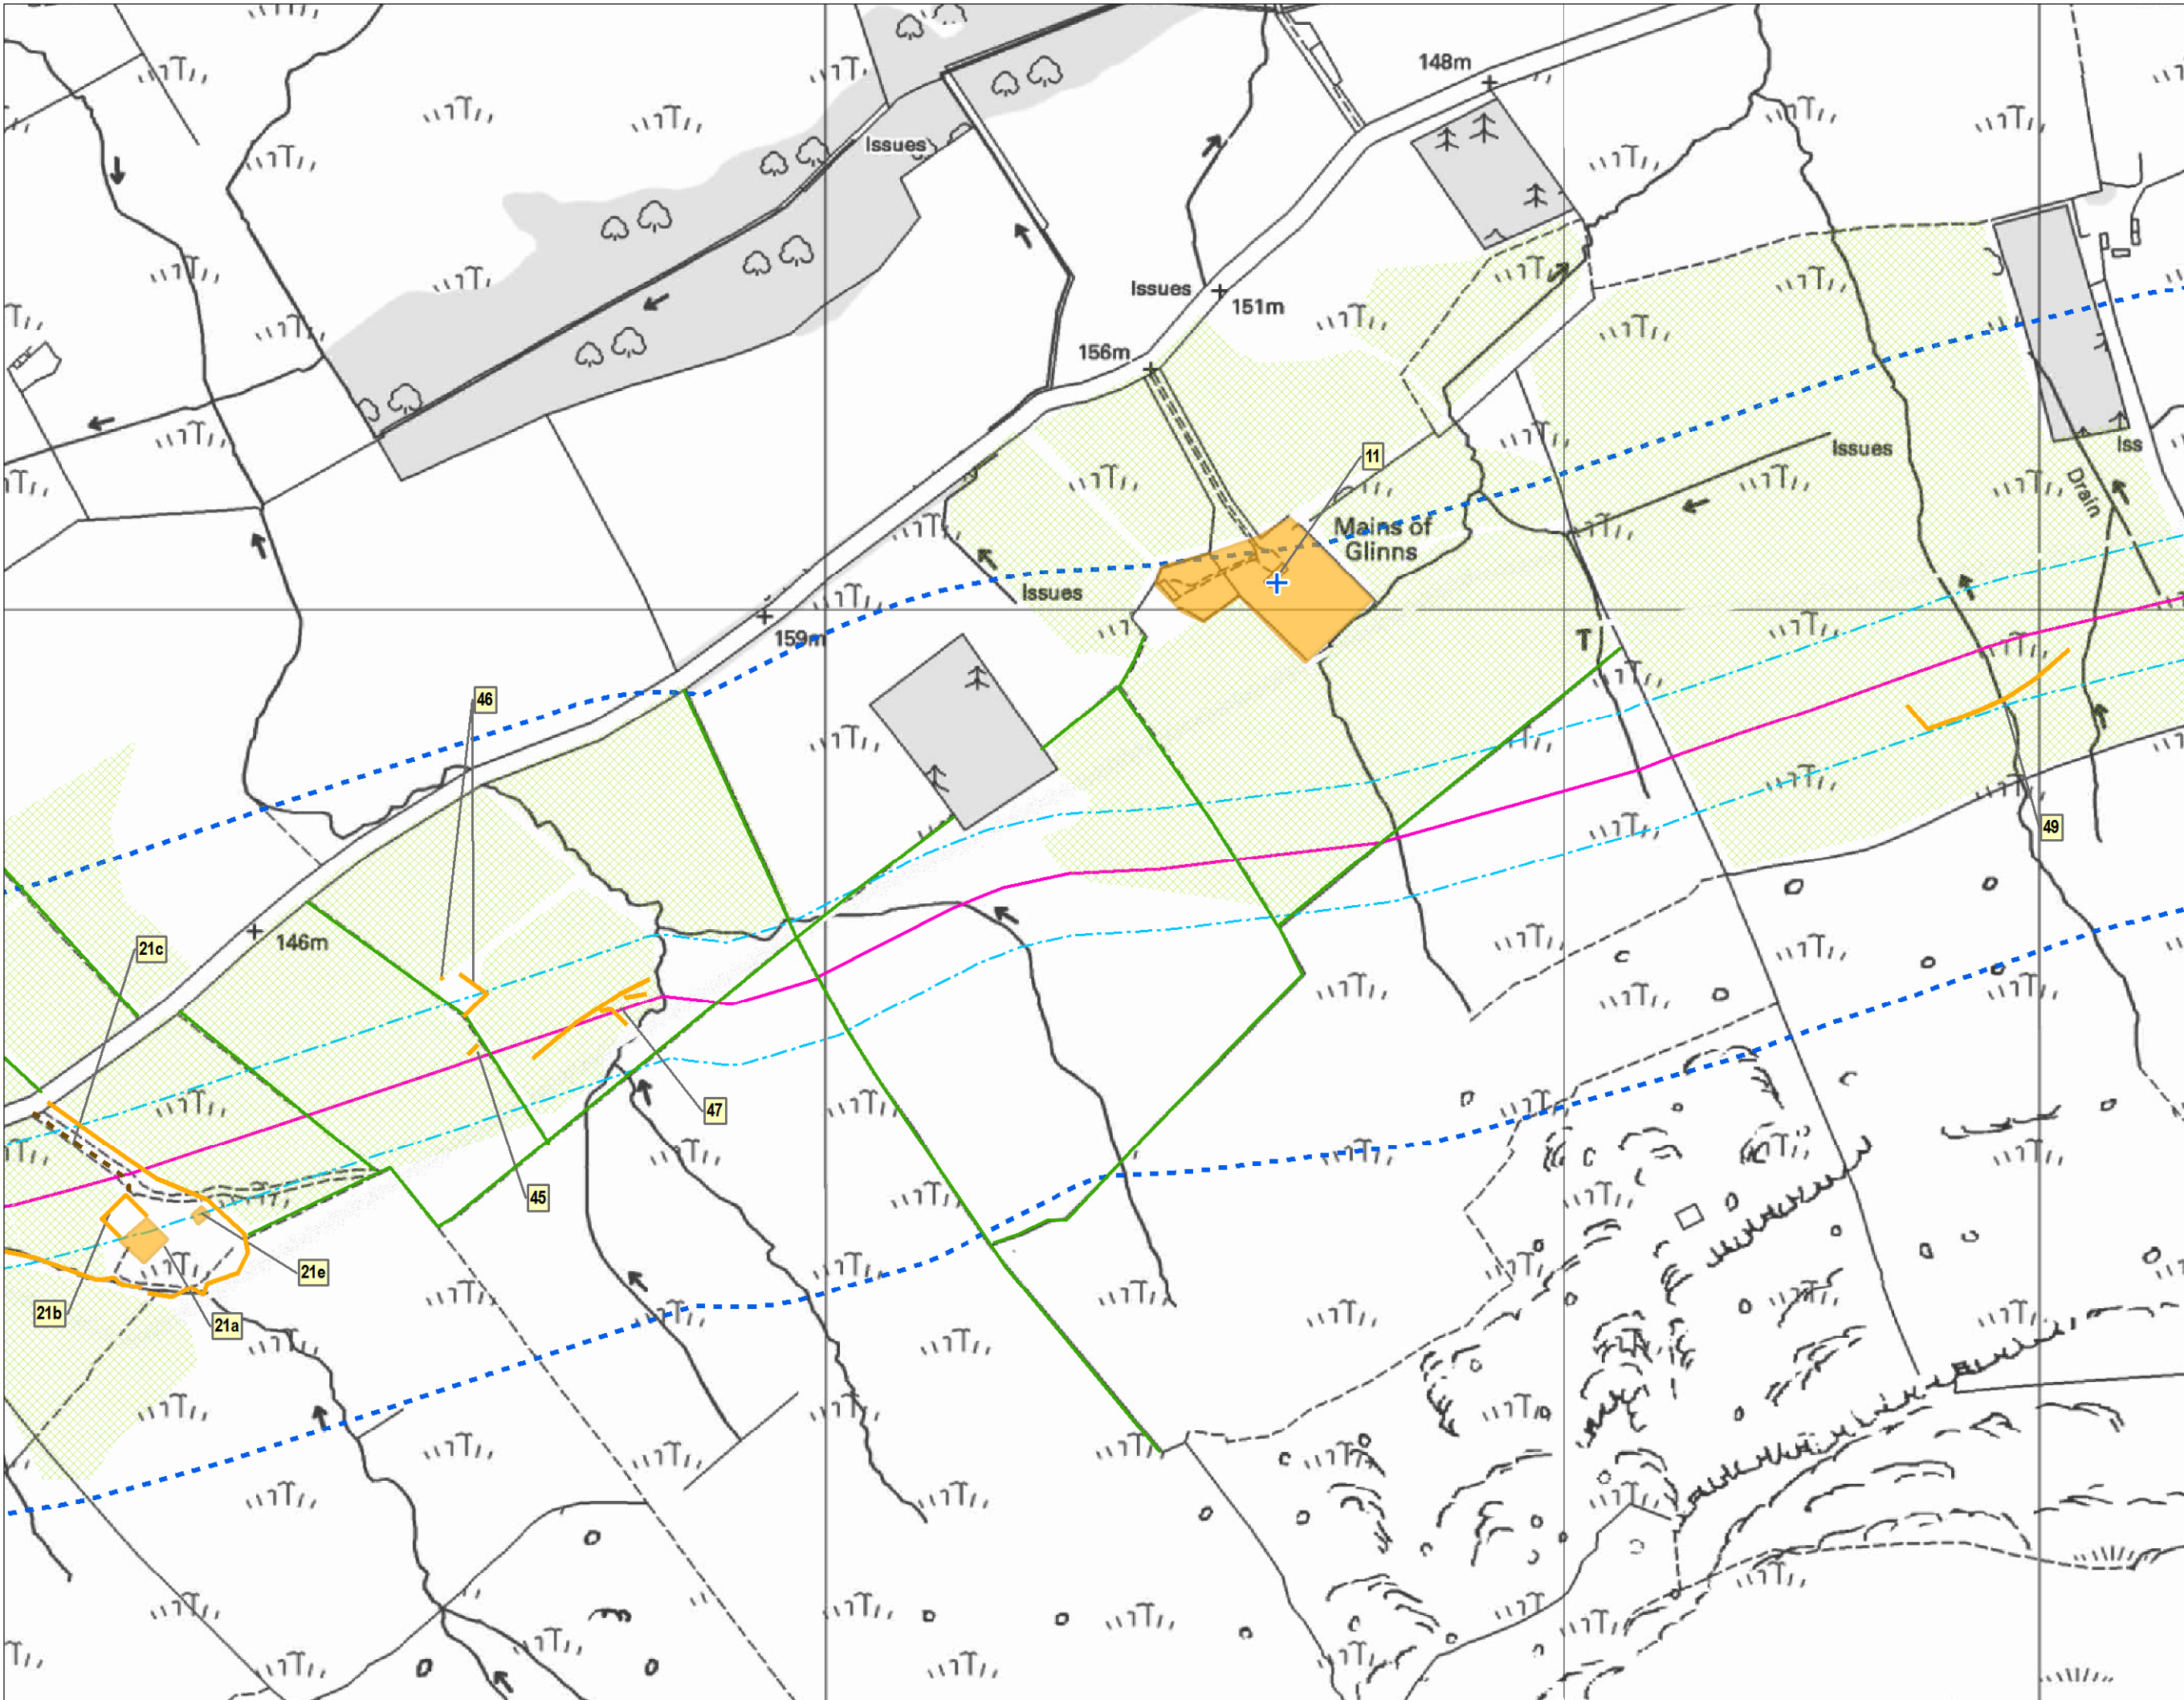 148m
Issues
Issues
151m
156m
11
Issues
Iss
Drain
Mains of
Glinns
Issues
159m
T
46
49
146m
21c
47
45
21e
21b
21a